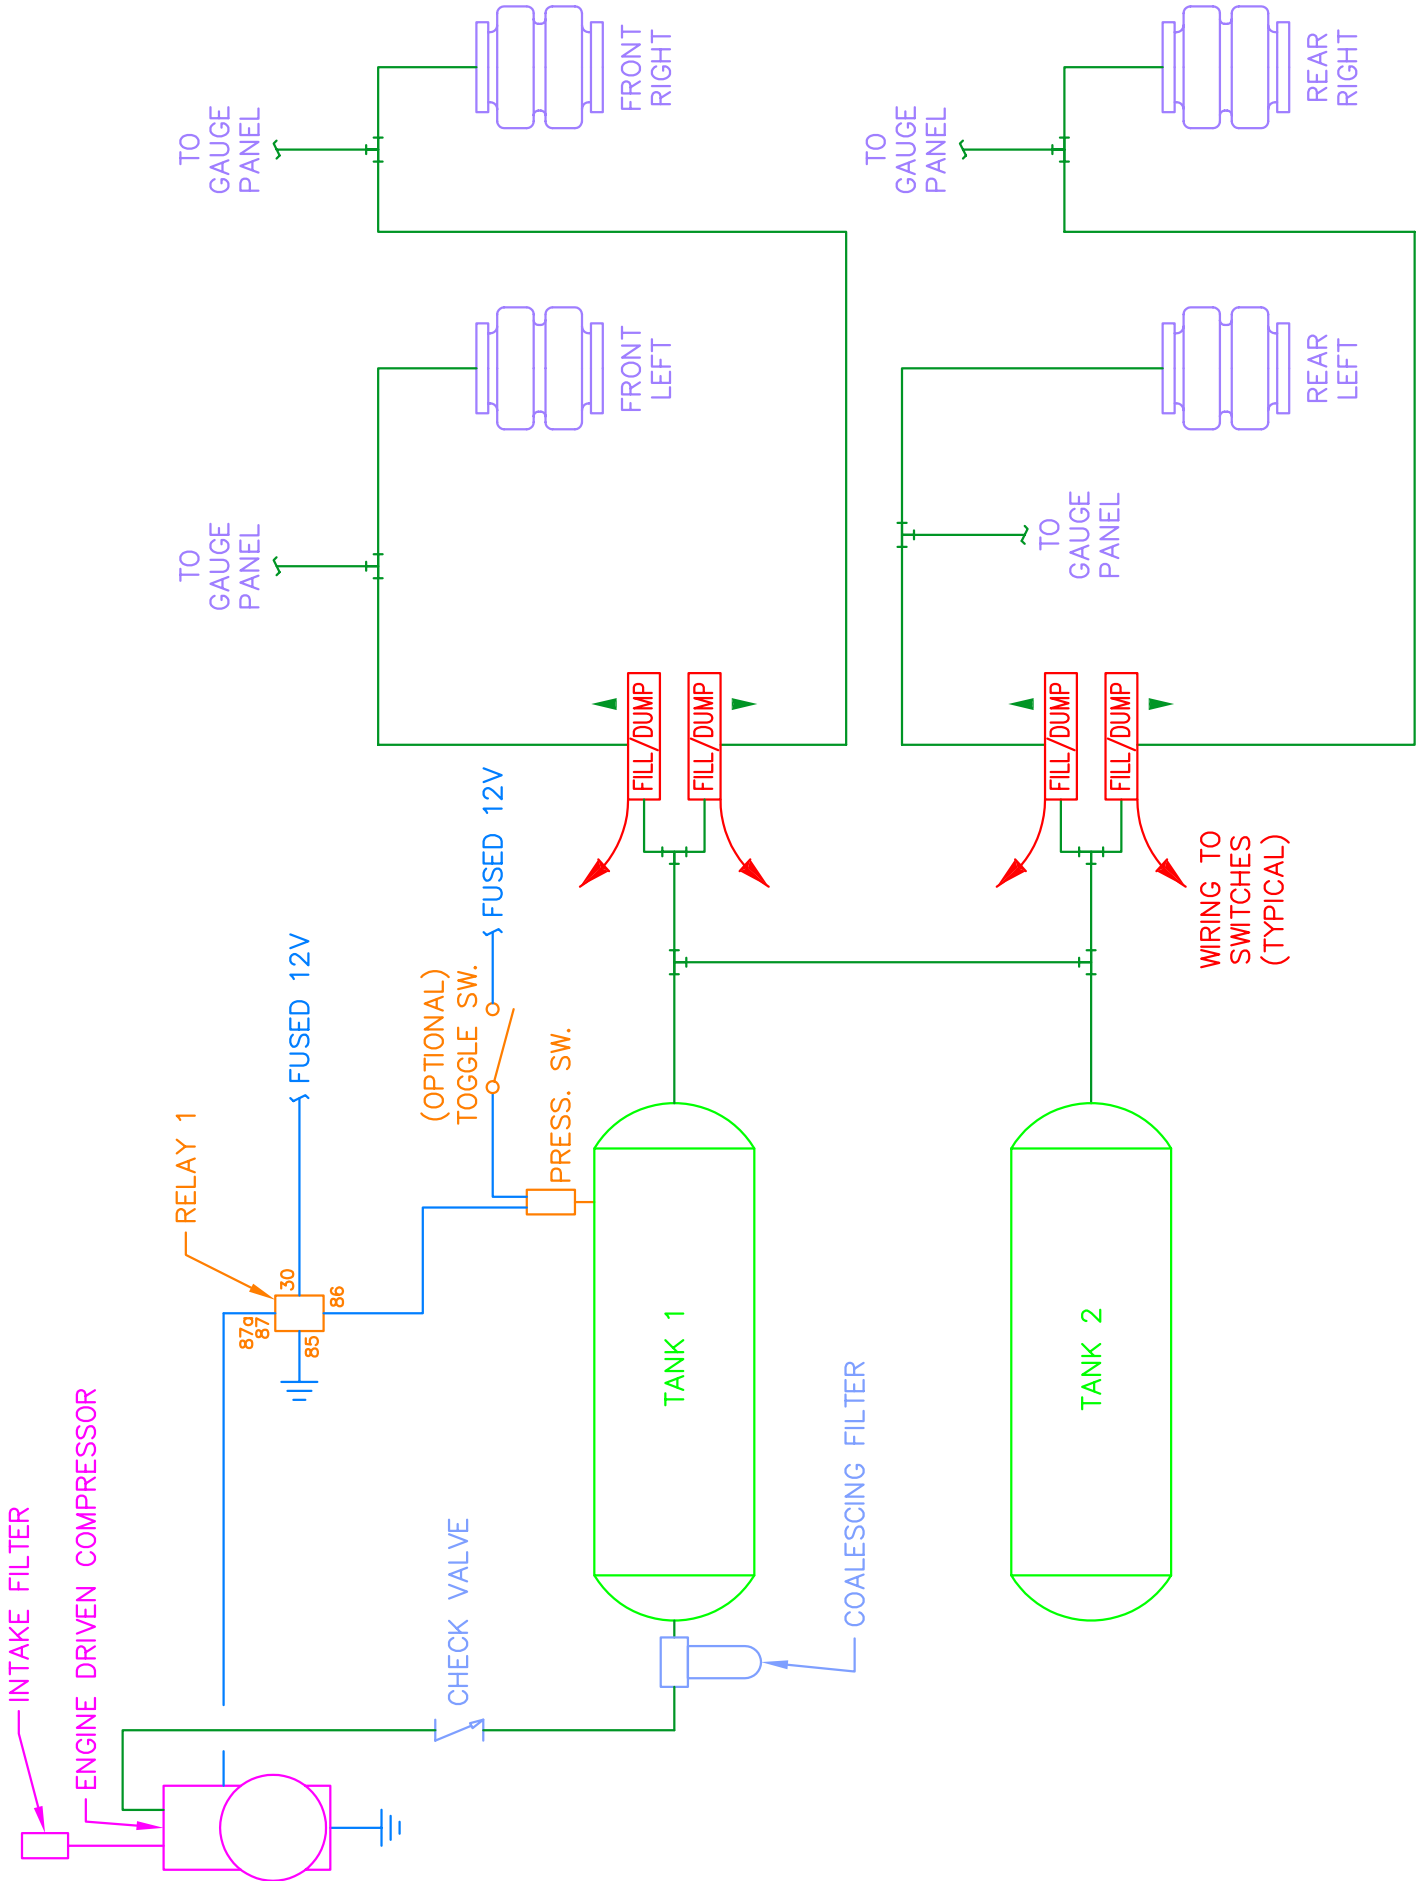 INTAKE FILTER
ENGINE DRIVEN COMPRESSOR
RELAY 1
87a
87
30
85
86
FUSED 12V
(OPTIONAL)
TOGGLE SW.
FUSED 12V
PRESS. SW.
CHECK VALVE
COALESCING FILTER
TANK 1
TANK 2
FILL/DUMP
FILL/DUMP
FILL/DUMP
FILL/DUMP
WIRING TO
SWITCHES
(TYPICAL)
TO
GAUGE
PANEL
FRONT
LEFT
TO
GAUGE
PANEL
FRONT
RIGHT
TO
GAUGE
PANEL
REAR
LEFT
TO
GAUGE
PANEL
REAR
RIGHT